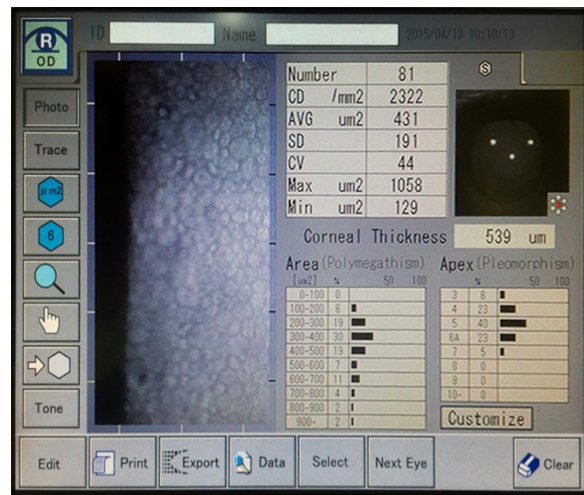 R
OD
ID
Name
2015/04/13 10:10:13
Photo
Trace
μm2
6
Tone
Number 81
CD /mm2 2322
AVG um2 431
SD 191
CV 44
Max um2 1058
Min um2 129
S
Corneal Thickness 539 um
Area (Polymegathism)
[um2] % 50 100
0-100 0
100-200 6
200-300 19
300-400 30
400-500 19
500-600 7
600-700 11
700-800 4
800-900 2
900- 2
Apex (Pleomorphism)
% 50 100
3 6
4 23
5 40
6A 23
7 5
8 0
9 0
10- 0
Customize
Edit
Print
Export
Data
Select
Next Eye
Clear